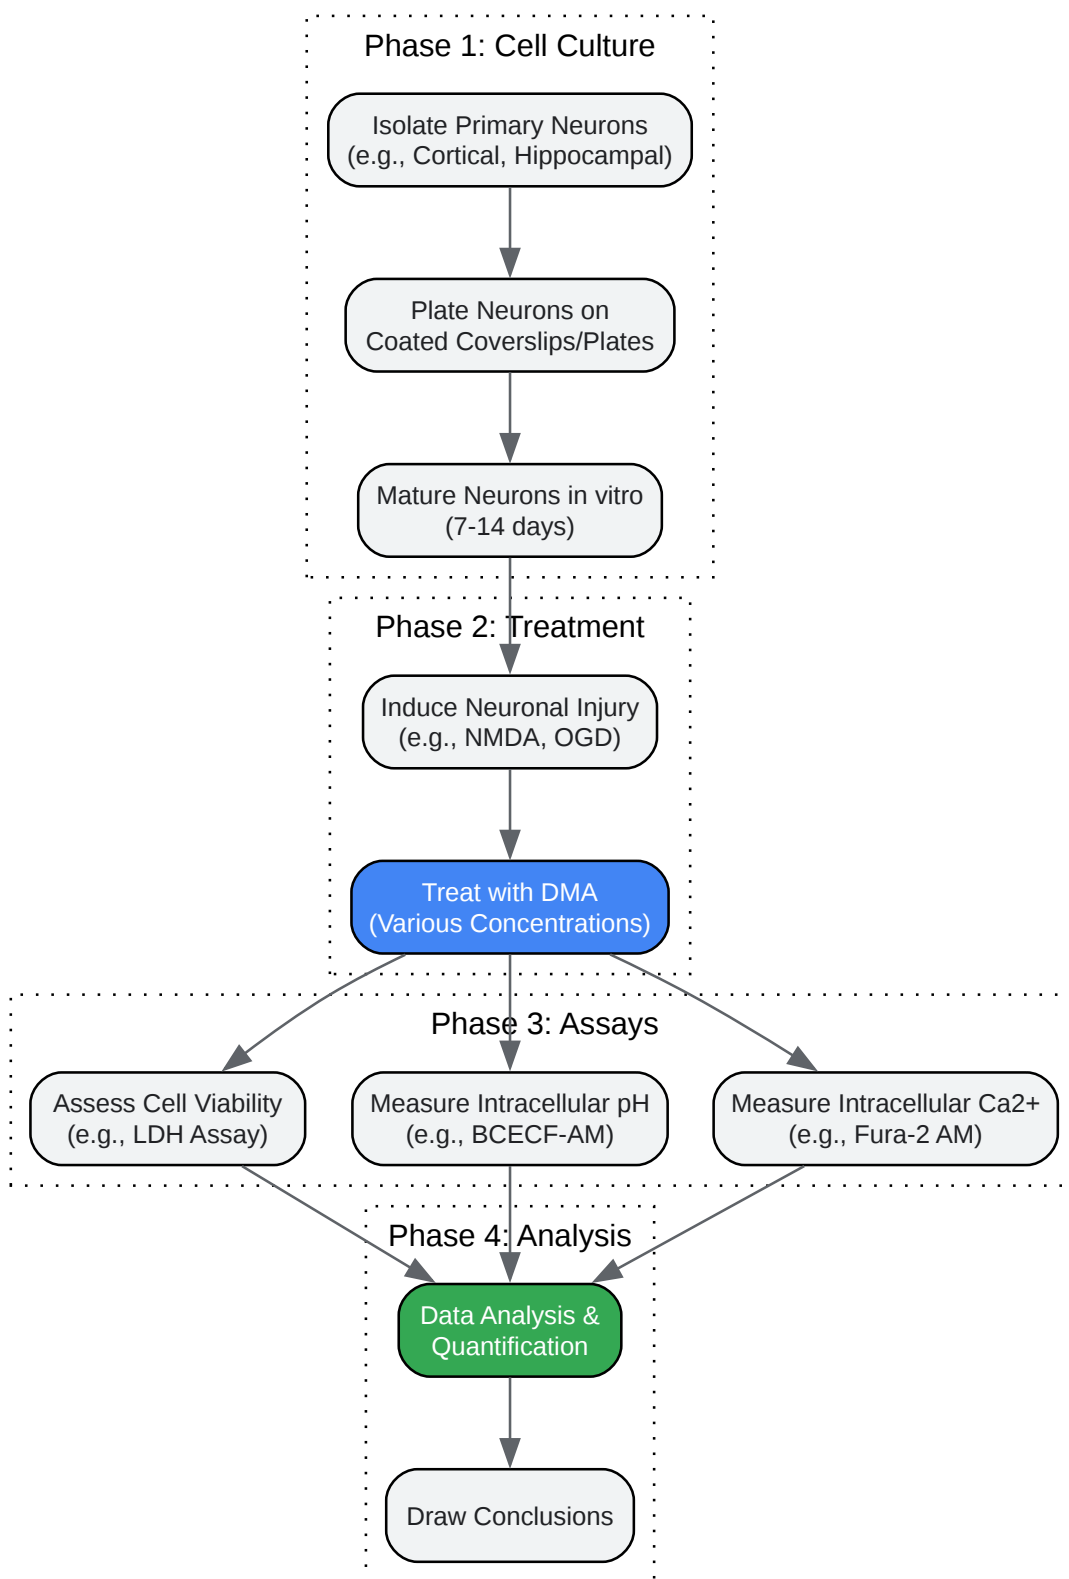 Phase 1: Cell Culture
Isolate Primary Neurons
(e.g., Cortical, Hippocampal)
Plate Neurons on
Coated Coverslips/Plates
Mature Neurons in vitro
(7-14 days)
Phase 2: Treatment
Induce Neuronal Injury
(e.g., NMDA, OGD)
Treat with DMA
(Various Concentrations)
Phase 3: Assays
Assess Cell Viability
(e.g., LDH Assay)
Measure Intracellular pH
(e.g., BCECF-AM)
Measure Intracellular Ca2+
(e.g., Fura-2 AM)
Phase 4: Analysis
Data Analysis &
Quantification
Draw Conclusions